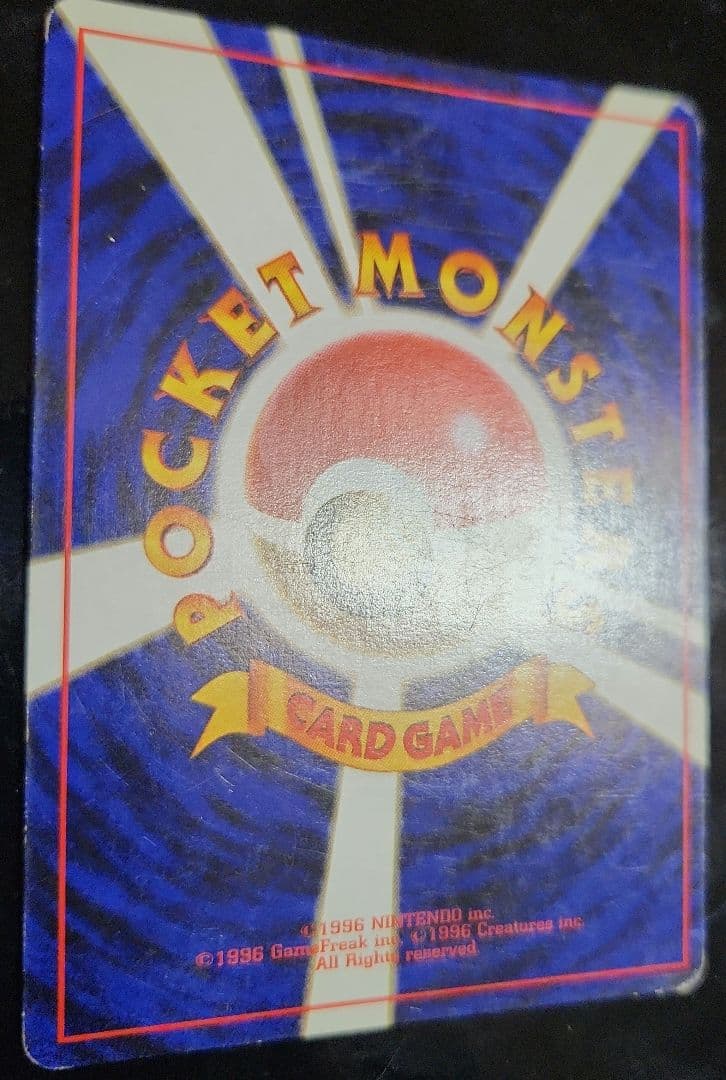 POCKET MONSTERS
CARD GAME
©1996 NINTENDO inc.
©1996 GameFreak inc. ©1996 Creatures inc.
All Rights reserved.